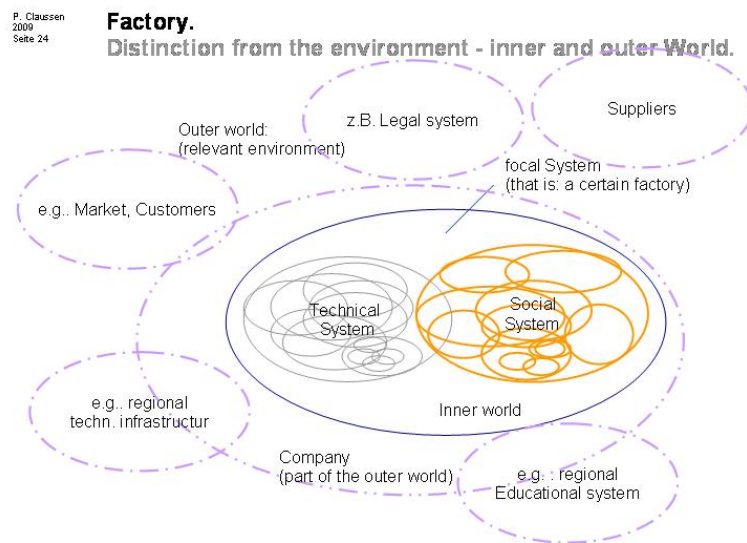 P. Claussen
2009
Seite 24
Factory.
Distinction from the environment - inner and outer World.
z.B. Legal system
Suppliers
Outer world:
(relevant environment)
focal System
(that is: a certain factory)
e.g.. Market, Customers
Technical
System
Social
System
e.g.. regional
techn. infrastructur
Inner world
Company
(part of the outer world)
e.g. : regional
Educational system